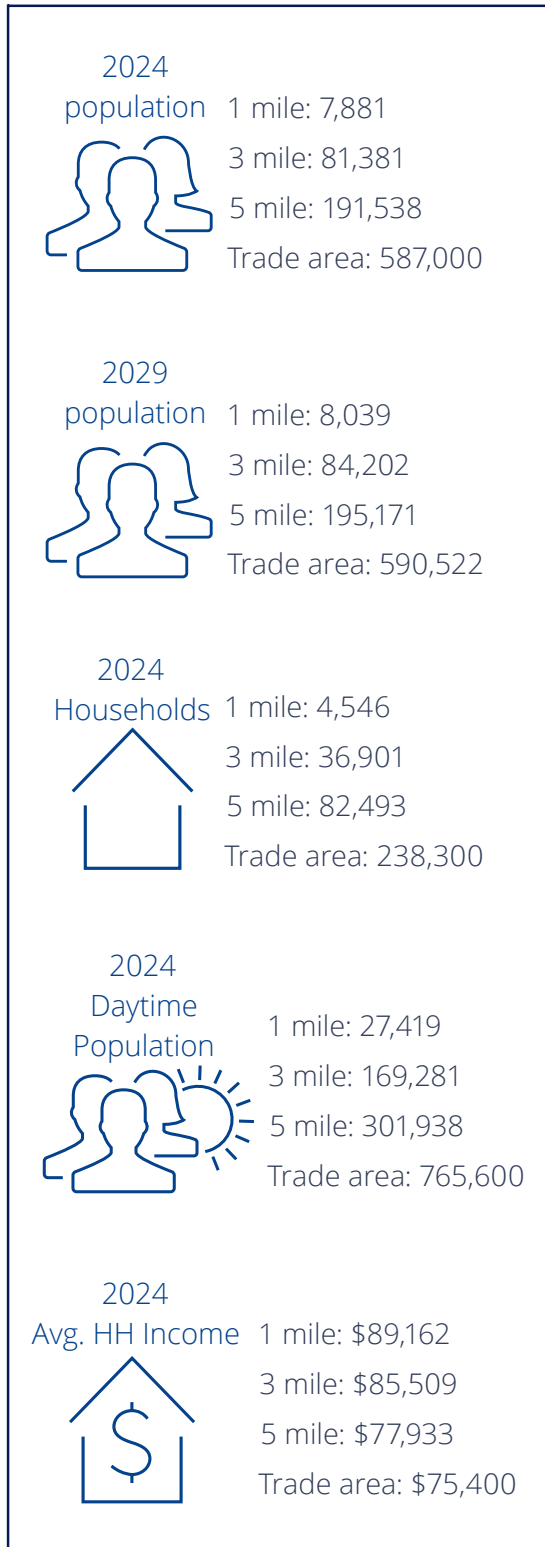 2024
population
1 mile: 7,881
3 mile: 81,381
5 mile: 191,538
Trade area: 587,000
2029
population
1 mile: 8,039
3 mile: 84,202
5 mile: 195,171
Trade area: 590,522
2024
Households
1 mile: 4,546
3 mile: 36,901
5 mile: 82,493
Trade area: 238,300
2024
Daytime
Population
1 mile: 27,419
3 mile: 169,281
5 mile: 301,938
Trade area: 765,600
2024
Avg. HH Income
1 mile: $89,162
3 mile: $85,509
5 mile: $77,933
Trade area: $75,400
$